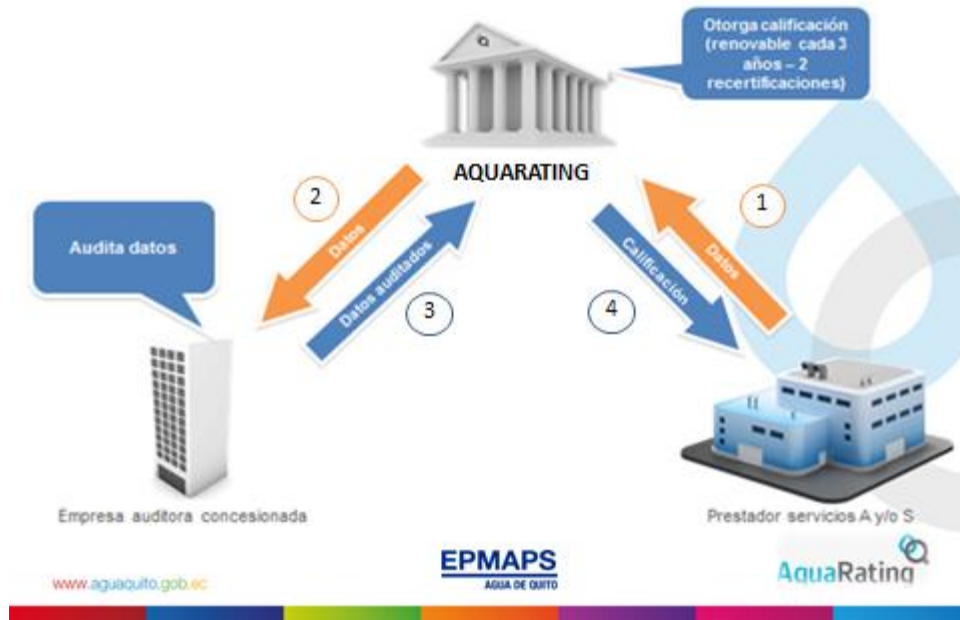 Otorga calificación
(renovable cada 3
años – 2
recertificaciones)
AQUARATING
2
1
Audita datos
Datos
Datos auditados
3
Calificación
4
Datos
Empresa auditora concesionada
Prestador servicios A y/o S
www.aguaquito.gob.ec
EPMAPS
AGUA DE QUITO
AquaRating